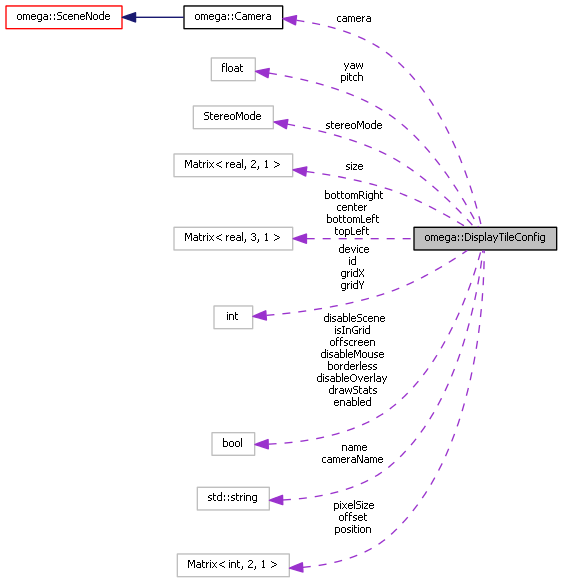 omega::SceneNode
omega::Camera
camera
float
yaw
pitch
StereoMode
stereoMode
Matrix< real, 2, 1 >
size
bottomRight
center
bottomLeft
topLeft
Matrix< real, 3, 1 >
omega::DisplayTileConfig
device
id
gridX
gridY
int
disableScene
isInGrid
offscreen
disableMouse
borderless
disableOverlay
drawStats
enabled
bool
name
cameraName
std::string
pixelSize
offset
position
Matrix< int, 2, 1 >